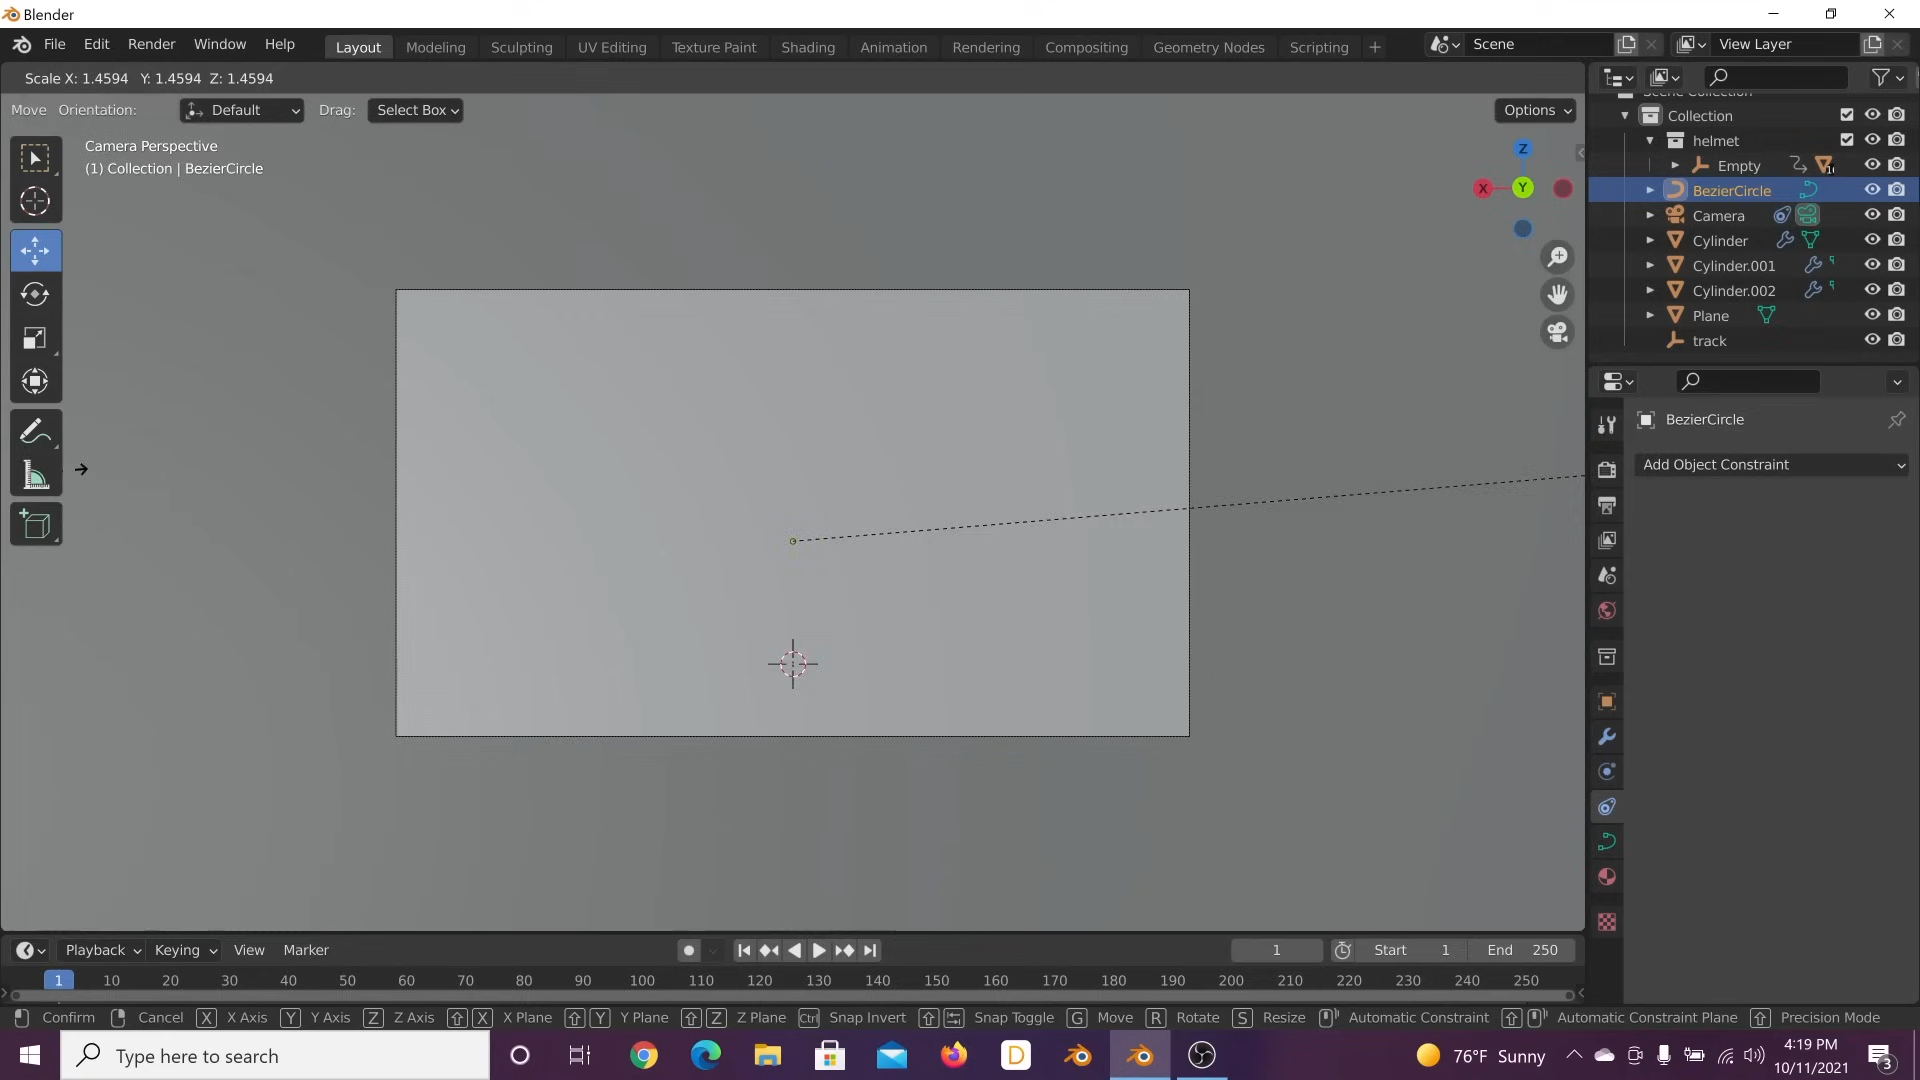 Blender
File Edit Render Window Help Layout Modeling Sculpting UV Editing Texture Paint Shading Animation Rendering Compositing Geometry Nodes Scripting + Scene View Layer
Scale X: 1.4594 Y: 1.4594 Z: 1.4594
Move Orientation: Default Drag: Select Box Options
Camera Perspective
(1) Collection | BezierCircle
Z
X
Y
Collection
helmet
Empty
BezierCircle
Camera
Cylinder
Cylinder.001
Cylinder.002
Plane
track
BezierCircle
Add Object Constraint
Playback Keying View Marker 1 Start 1 End 250
1 10 20 30 40 50 60 70 80 90 100 110 120 130 140 150 160 170 180 190 200 210 220 230 240 250
Confirm Cancel X X Axis Y Y Axis Z Z Axis X X Plane Y Y Plane Z Z Plane Ctrl Snap Invert Snap Toggle G Move R Rotate S Resize Automatic Constraint Automatic Constraint Plane Precision Mode
Type here to search D 76°F Sunny 4:19 PM
10/11/2021
3